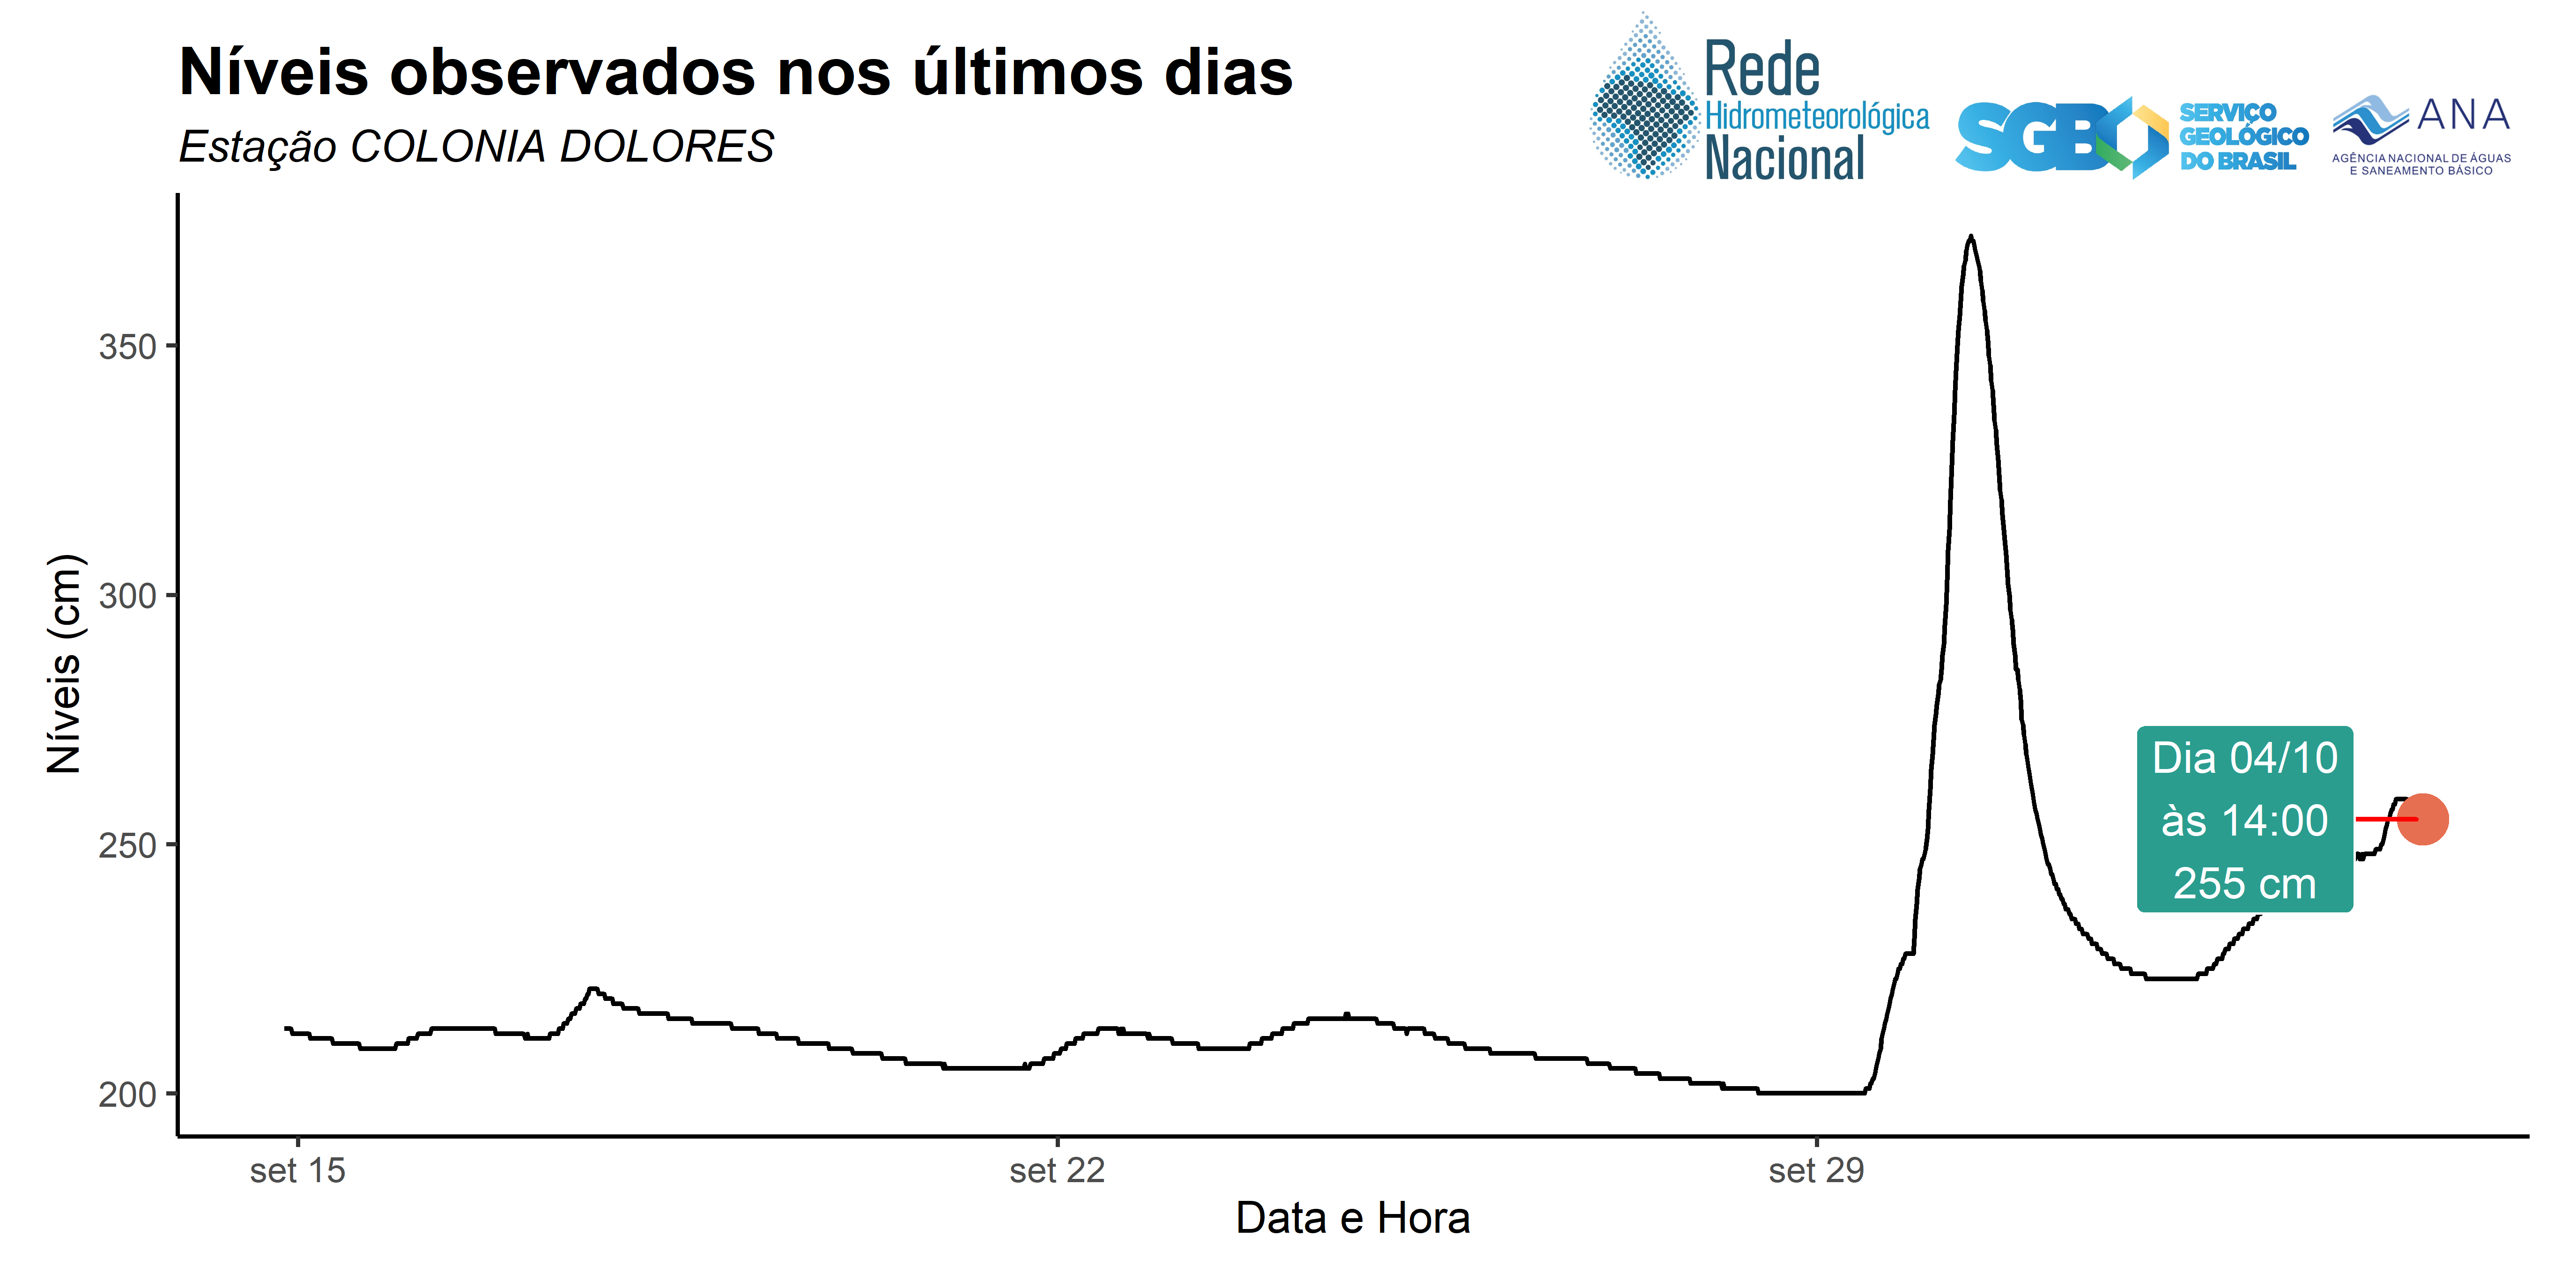 Níveis observados nos últimos dias
Estação COLONIA DOLORES
Rede
Hidrometeorológica
Nacional
SGB
SERVIÇO
GEOLÓGICO
DO BRASIL
ANA
AGÊNCIA NACIONAL DE ÁGUAS
E SANEAMENTO BÁSICO
Níveis (cm)
350
300
250
200
Dia 04/10
às 14:00
255 cm
set 15
set 22
set 29
Data e Hora